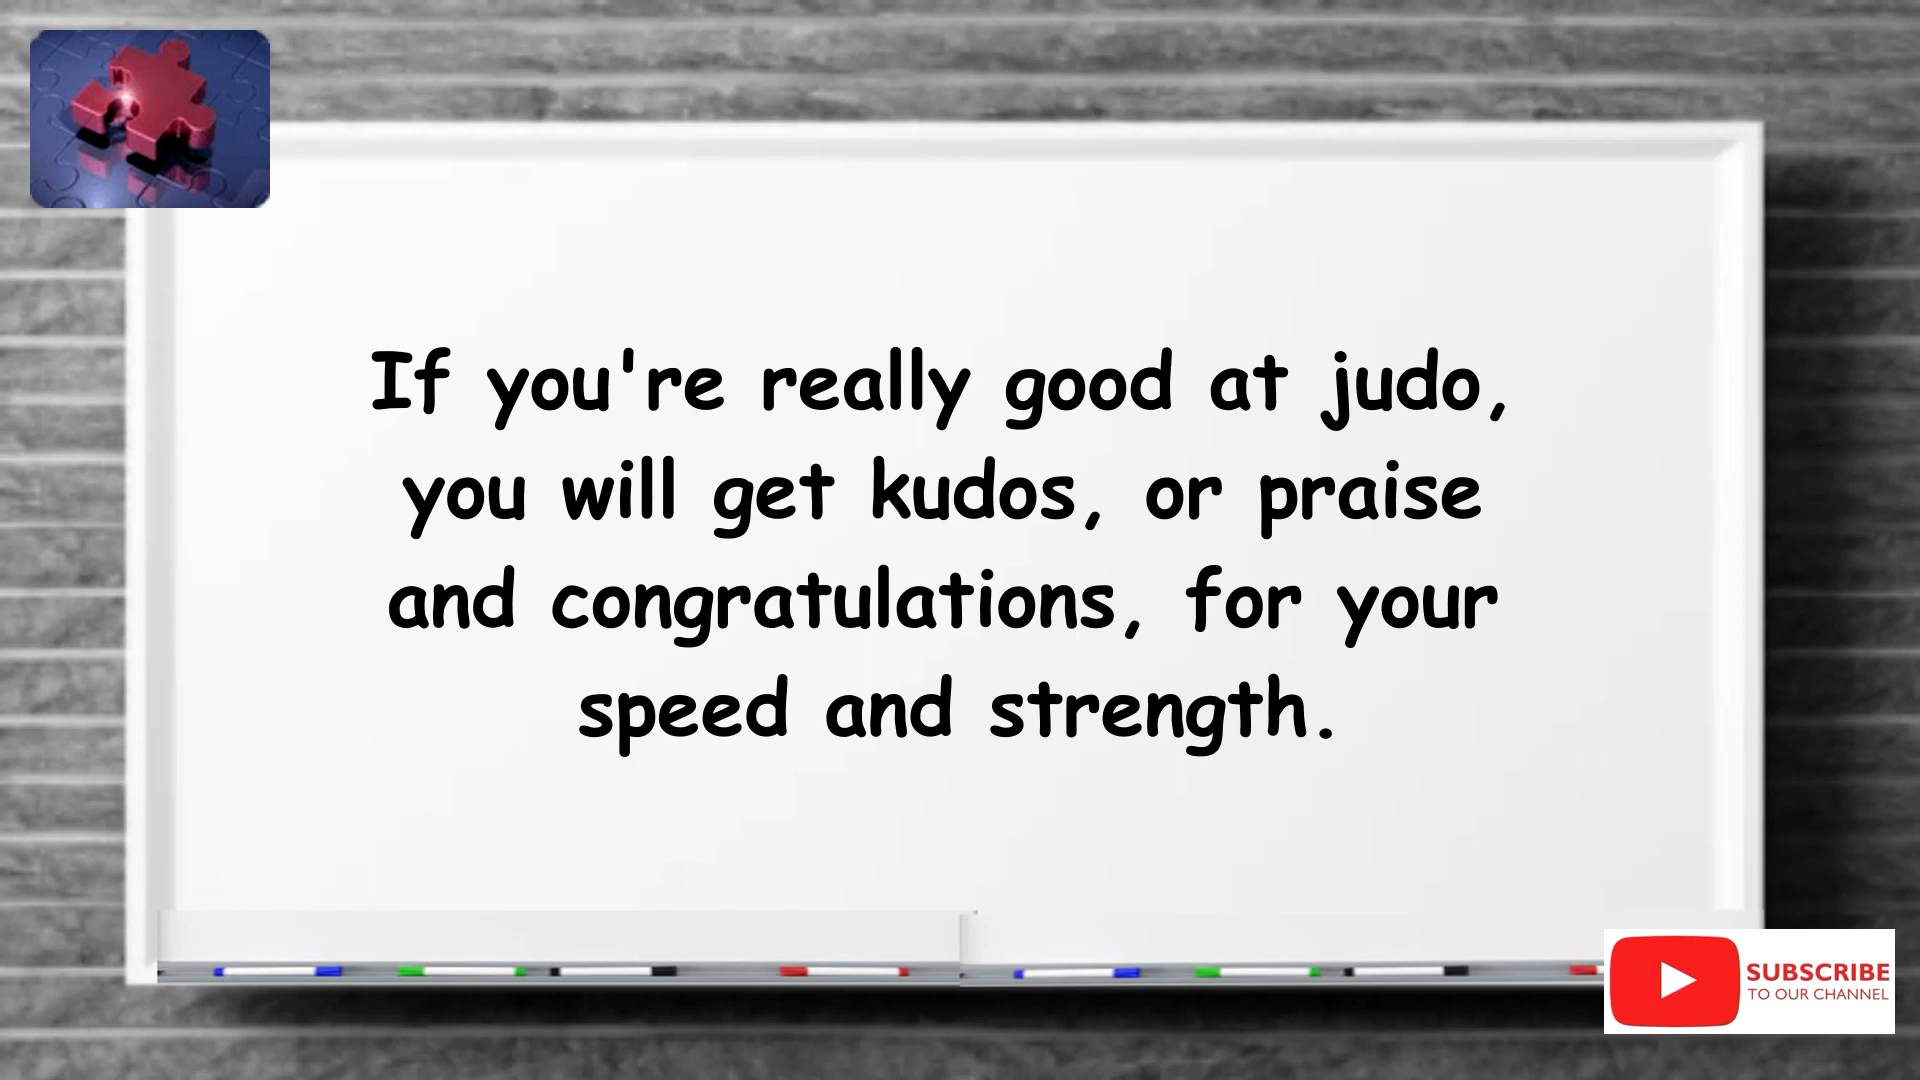 If you're really good at judo,
you will get kudos, or praise
and congratulations, for your
speed and strength.
SUBSCRIBE
TO OUR CHANNEL